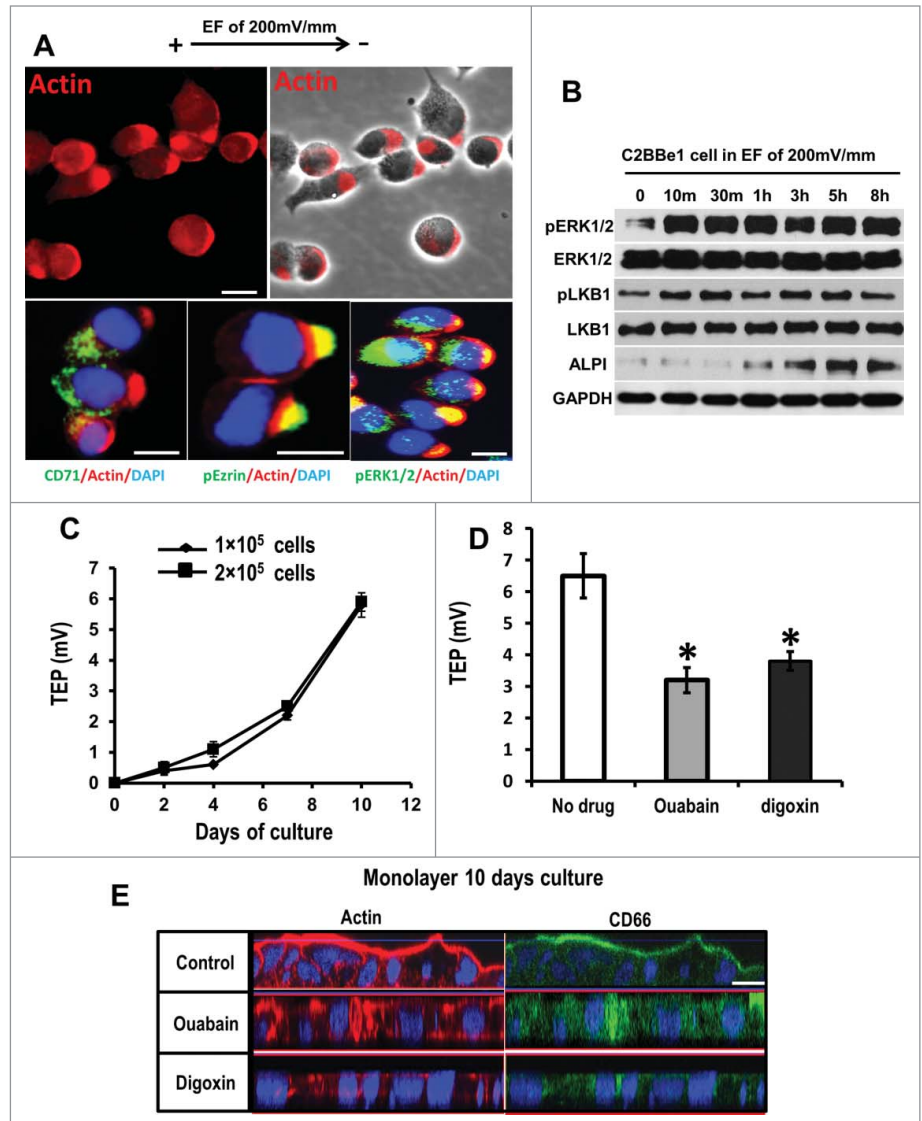 A
EF of 200mV/mm
+ −
Actin
Actin
CD71/Actin/DAPI
pEzrin/Actin/DAPI
pERK1/2/Actin/DAPI
B
C2BBe1 cell in EF of 200mV/mm
0 10m 30m 1h 3h 5h 8h
pERK1/2
ERK1/2
pLKB1
LKB1
ALPI
GAPDH
C
1×10⁵ cells
2×10⁵ cells
TEP (mV)
7
6
5
4
3
2
1
0
0 2 4 6 8 10 12
Days of culture
D
TEP (mV)
8
7
6
5
4
3
2
1
0
* *
No drug Ouabain digoxin
E
Monolayer 10 days culture
Actin CD66
Control
Ouabain
Digoxin